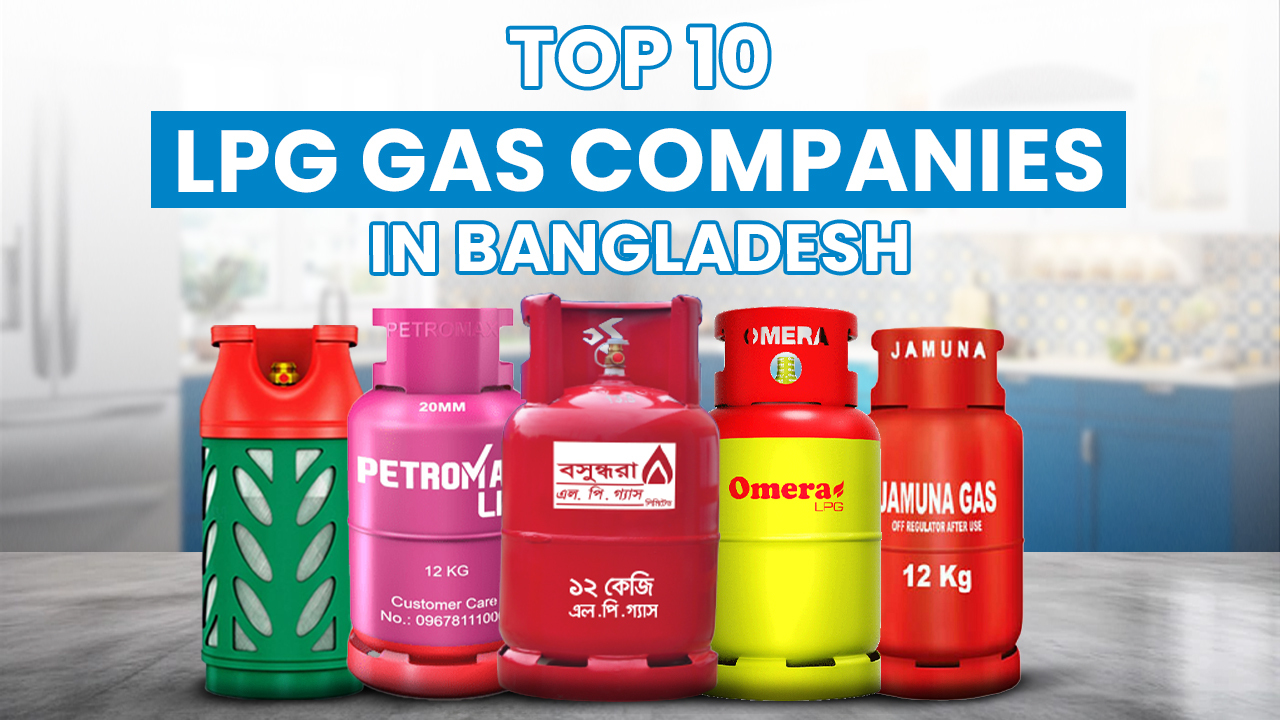 TOP 10
LPG GAS COMPANIES
IN BANGLADESH
PETROMAX
20MM
PETROMA
LP
12 KG
Customer Care
No.: 0967811100
বসুন্ধরা
এল. পি. গ্যাস
লিমিটেড
১২ কেজি
এল.পি.গ্যাস
OMERA
Omera
LPG
JAMUNA
JAMUNA GAS
OFF REGULATOR AFTER USE
12 Kg